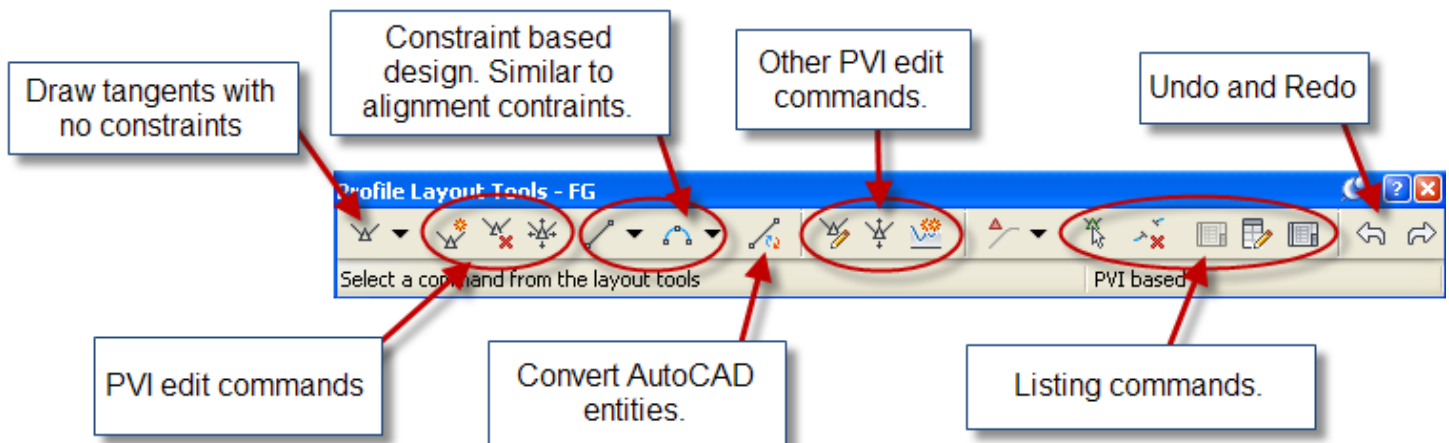 Draw tangents with
no constraints
Constraint based
design. Similar to
alignment contraints.
Other PVI edit
commands.
Undo and Redo
Profile Layout Tools - FG
Select a command from the layout tools
PVI based
PVI edit commands
Convert AutoCAD
entities.
Listing commands.